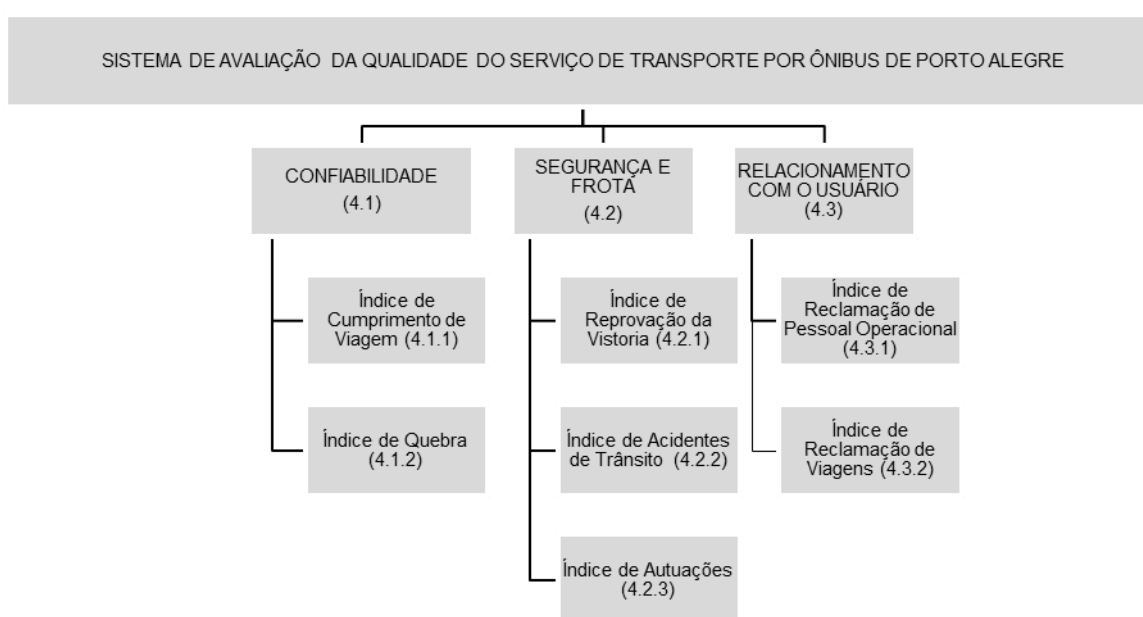 SISTEMA DE AVALIAÇÃO DA QUALIDADE DO SERVIÇO DE TRANSPORTE POR ÔNIBUS DE PORTO ALEGRE
CONFIABILIDADE
(4.1)
SEGURANÇA E
FROTA
(4.2)
RELACIONAMENTO
COM O USUÁRIO
(4.3)
Índice de
Cumprimento de
Viagem (4.1.1)
Índice de
Reprovação da
Vistoria (4.2.1)
Índice de
Reclamação de
Pessoal Operacional
(4.3.1)
Índice de Quebra
(4.1.2)
Índice de Acidentes
de Trânsito (4.2.2)
Índice de
Reclamação de
Viagens (4.3.2)
Índice de Autuações
(4.2.3)